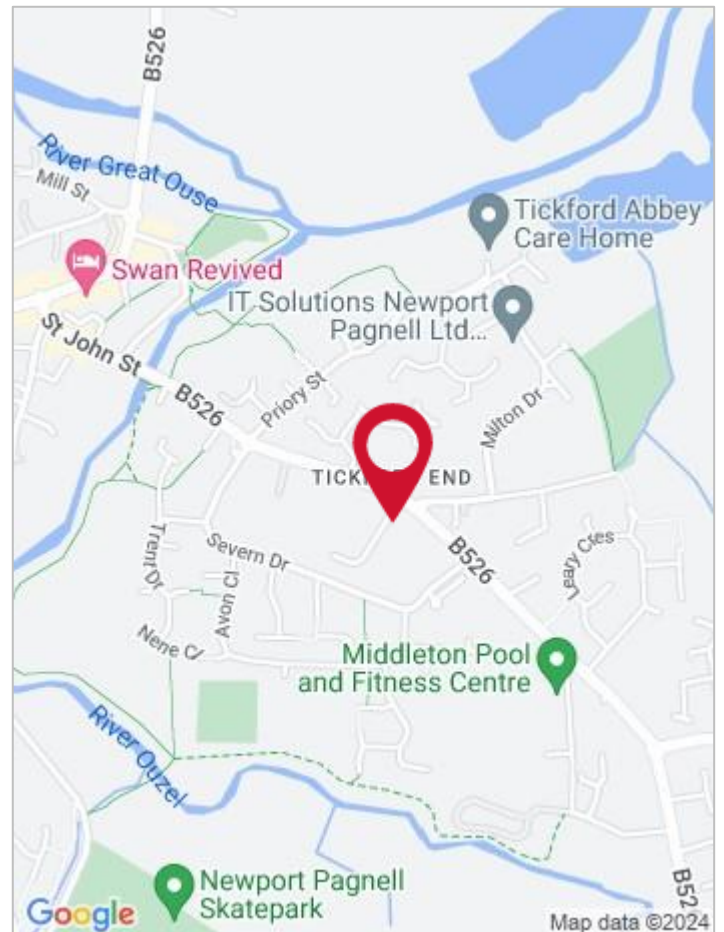 B526
River Great Ouse
Mill St
Tickford Abbey
Care Home
Swan Revived
IT Solutions Newport
Pagnell Ltd...
St John St
B526
Priory St
Milton Dr
END
Severn Dr
B526
Trent Dr
Avon Cl
Leary Cres
Nene Cl
Middleton Pool
and Fitness Centre
River Ouzel
Newport Pagnell
Skatepark
Google
Map data ©2024